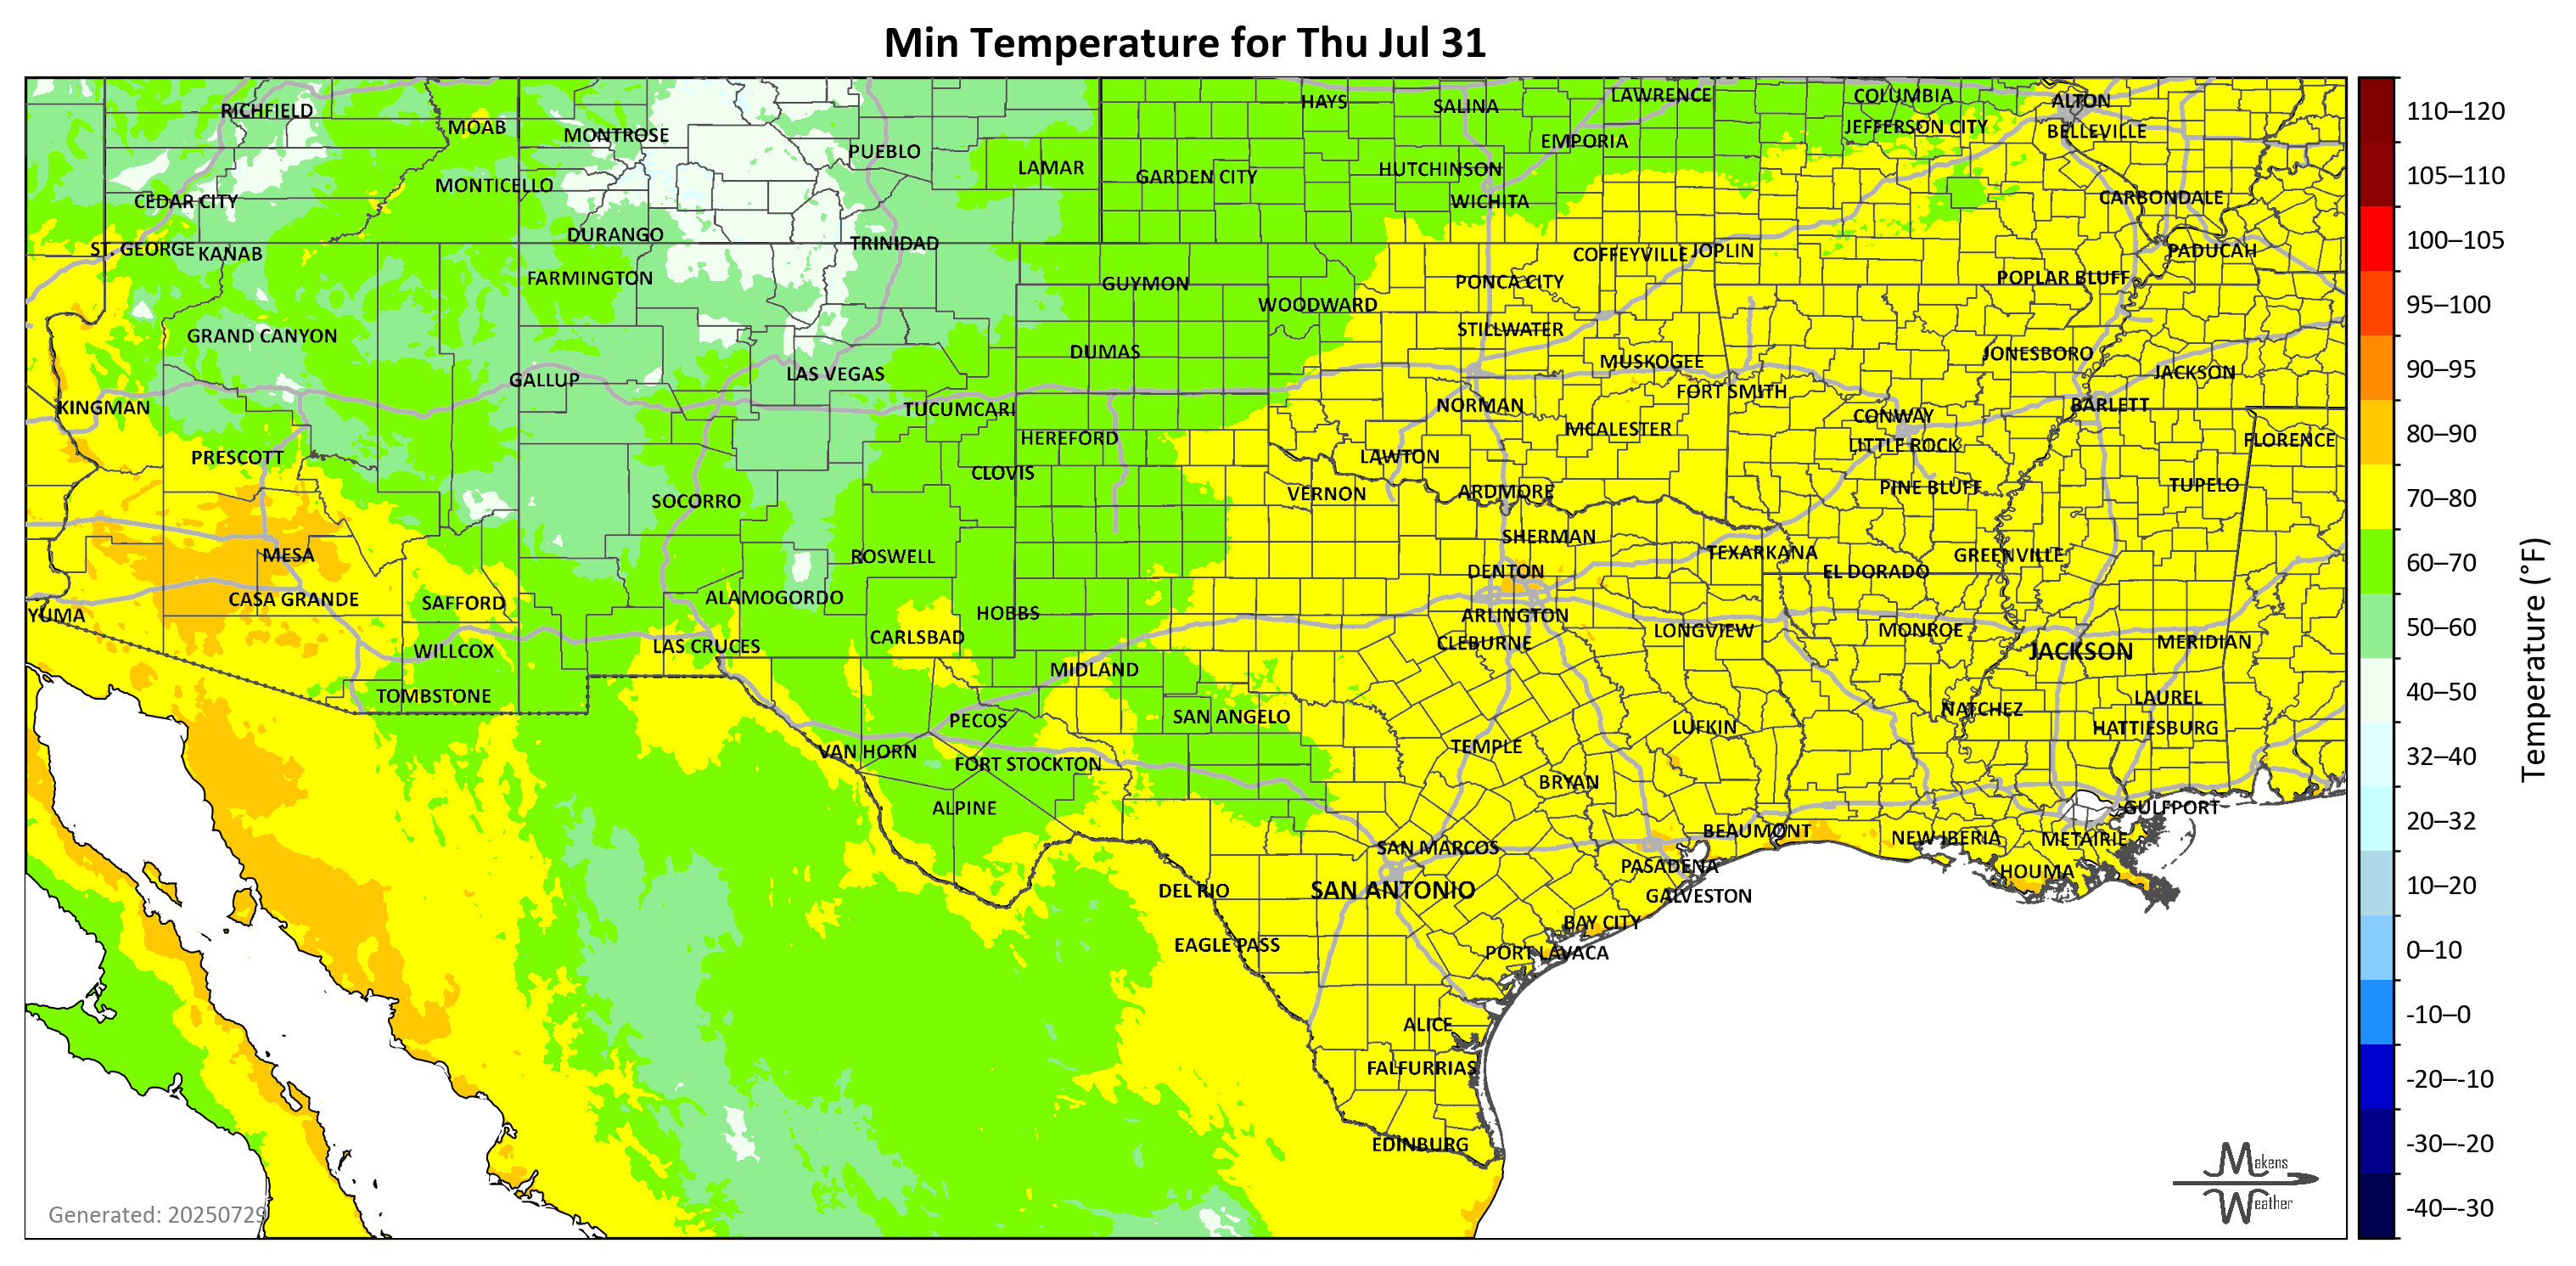 Min Temperature for Thu Jul 31
RICHFIELD
MOAB
MONTROSE
PUEBLO
LAMAR
HAYS
SALINA
LAWRENCE
COLUMBIA
ALTON
JEFFERSON CITY
BELLEVILLE
EMPORIA
HUTCHINSON
GARDEN CITY
MONTICELLO
CEDAR CITY
WICHITA
CARBONDALE
DURANGO
TRINIDAD
ST. GEORGE
KANAB
COFFEYVILLE
JOPLIN
PADUCAH
FARMINGTON
GUYMON
PONCA CITY
POPLAR BLUFF
WOODWARD
GRAND CANYON
STILLWATER
DUMAS
JONESBORO
MUSKOGEE
JACKSON
GALLUP
LAS VEGAS
FORT SMITH
KINGMAN
TUCUMCARI
NORMAN
BARLETT
CONWAY
MCALESTER
HEREFORD
LITTLE ROCK
FLORENCE
PRESCOTT
LAWTON
CLOVIS
TUPELO
PINE BLUFF
SOCORRO
VERNON
ARDMORE
SHERMAN
MESA
ROSWELL
TEXARKANA
GREENVILLE
DENTON
EL DORADO
CASA GRANDE
SAFFORD
ALAMOGORDO
YUMA
HOBBS
ARLINGTON
CARLSBAD
CLEBURNE
LONGVIEW
MONROE
MERIDIAN
WILLCOX
LAS CRUCES
JACKSON
MIDLAND
TOMBSTONE
LAUREL
NATCHEZ
PECOS
SAN ANGELO
LUFKIN
HATTIESBURG
VAN HORN
TEMPLE
FORT STOCKTON
BRYAN
ALPINE
GULFPORT
BEAUMONT
NEW IBERIA
METAIRIE
SAN MARCOS
PASADENA
HOUMA
DEL RIO
SAN ANTONIO
GALVESTON
BAY CITY
EAGLE PASS
PORT LAVACA
ALICE
FALFURRIAS
EDINBURG
Generated: 20250729
Makens
Weather
110–120
105–110
100–105
95–100
90–95
80–90
70–80
60–70
50–60
40–50
32–40
20–32
10–20
0–10
-10–0
-20–-10
-30–-20
-40–-30
Temperature (°F)